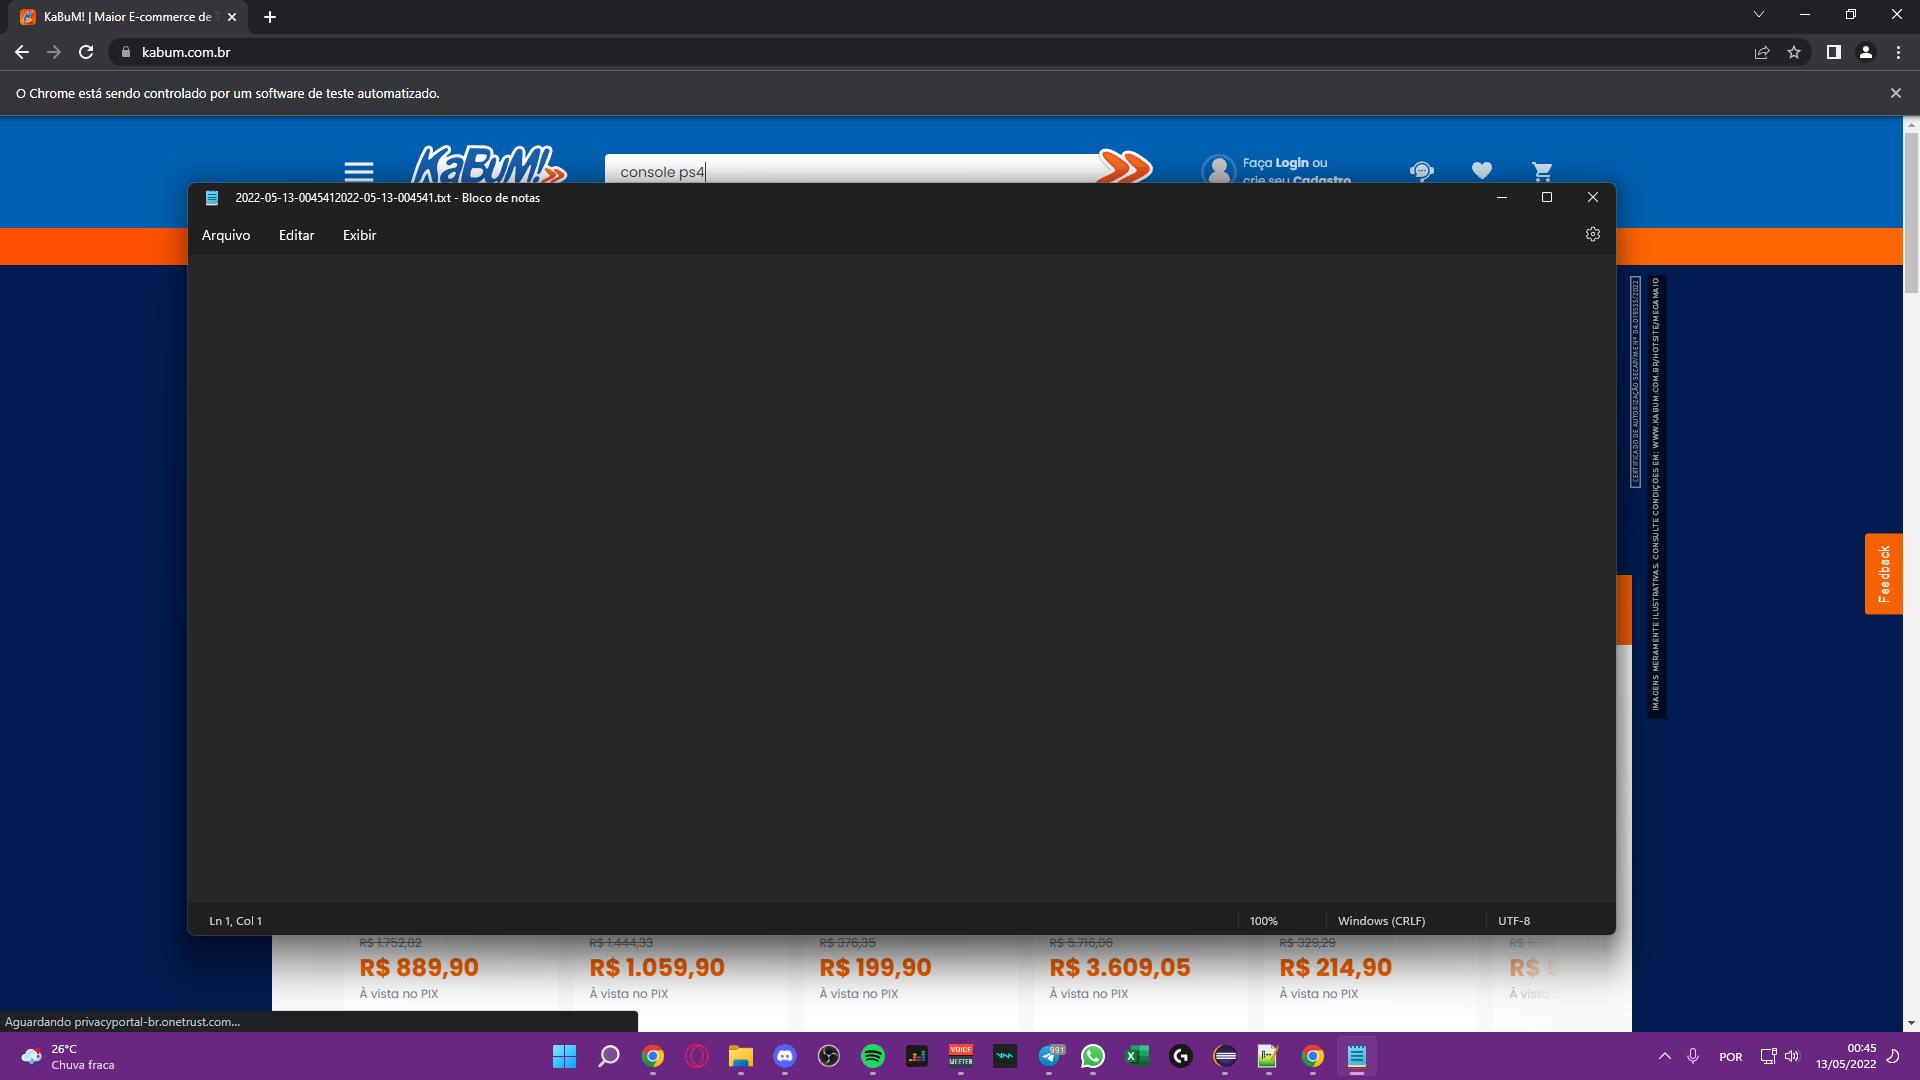 KaBuM! | Maior E-commerce de
kabum.com.br
O Chrome está sendo controlado por um software de teste automatizado.
KaBuM!
console ps4
Faça Login ou
crie seu Cadastro
2022-05-13-0045412022-05-13-004541.txt - Bloco de notas
Arquivo Editar Exibir
CERTIFICADO DE AUTORIZAÇÃO SECAP/ME Nº 04.019555/2022
IMAGENS MERAMENTE ILUSTRATIVAS. CONSULTE CONDIÇÕES EM: WWW.KABUM.COM.BR/HOTSITE/MEGAMAIO
Feedback
Ln 1, Col 1 100% Windows (CRLF) UTF-8
R$ 1.752,82 R$ 1.444,33 R$ 376,35 R$ 5.716,06 R$ 329,29
R$ 889,90 R$ 1.059,90 R$ 199,90 R$ 3.609,05 R$ 214,90 R$ 5
À vista no PIX À vista no PIX À vista no PIX À vista no PIX À vista no PIX À vista
Aguardando privacyportal-br.onetrust.com...
26°C
Chuva fraca
VOICE
MEETER
991
POR
00:45
13/05/2022